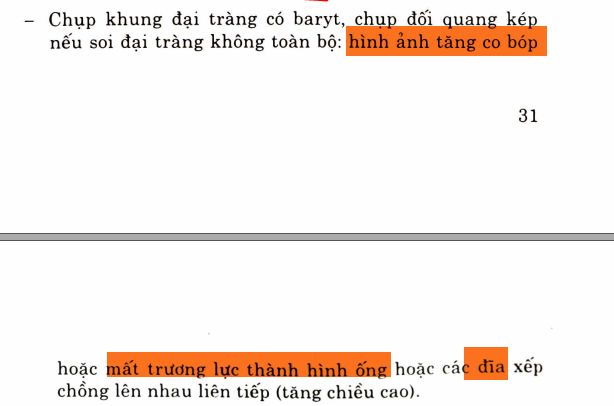 – Chụp khung đại tràng có baryt, chụp đối quang kép
nếu soi đại tràng không toàn bộ: hình ảnh tăng co bóp
31
hoặc mất trương lực thành hình ống hoặc các đĩa xếp
chồng lên nhau liên tiếp (tăng chiều cao).